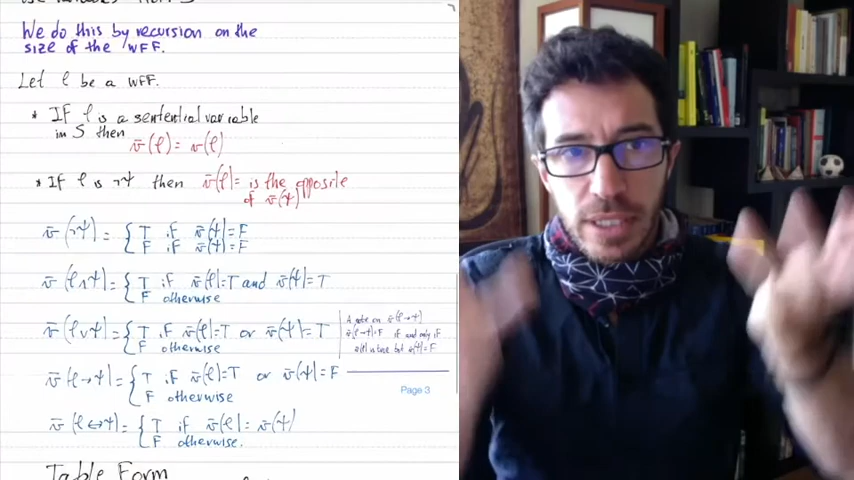 We do this by recursion on the
size of the WFF.
Let φ be a WFF.
* IF φ is a sentential variable
in S then
v̄(φ) = v(φ)
* If φ is ¬ψ then v̄(φ) = is the opposite
of v̄(ψ)
v̄(¬ψ) = { T if v̄(ψ) = F
F if v̄(ψ) = F
v̄(φ∧ψ) = { T if v̄(φ) = T and v̄(ψ) = T
F otherwise
v̄(φ∨ψ) = { T if v̄(φ) = T or v̄(ψ) = T
F otherwise
A note on v̄(φ→ψ)
v̄(φ→ψ) = F if and only if
v̄(φ) is true but v̄(ψ) = F
v̄(φ→ψ) = { T if v̄(φ) = T or v̄(ψ) = F
F otherwise
Page 3
v̄(φ↔ψ) = { T if v̄(φ) = v̄(ψ)
F otherwise.
Table Form